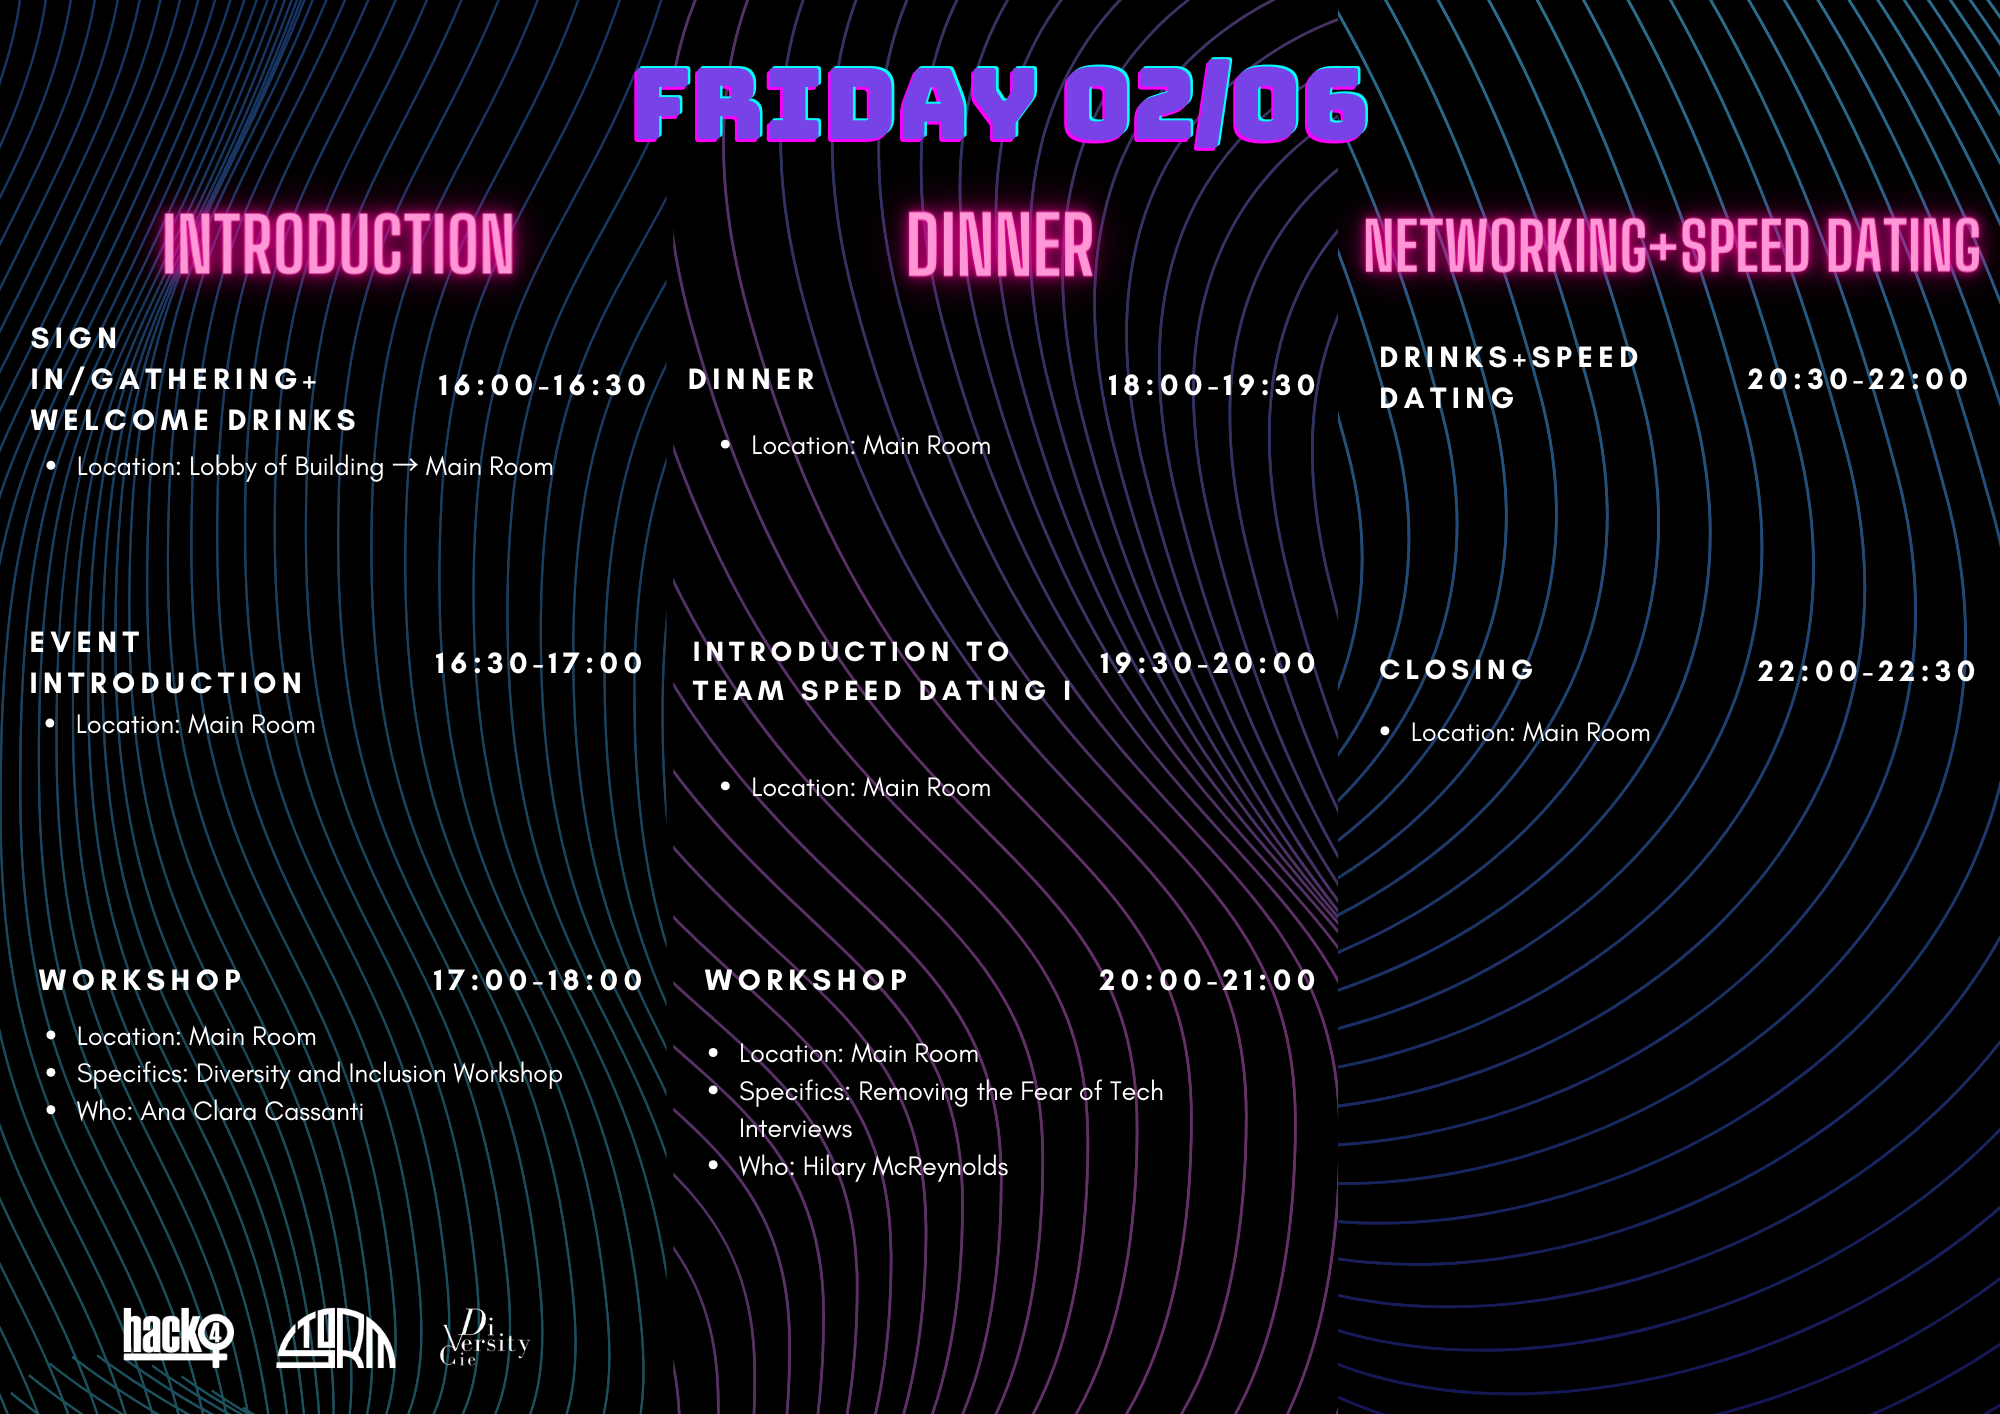 FRIDAY 02/06
INTRODUCTION
SIGN
IN/GATHERING+
WELCOME DRINKS
16:00-16:30
• Location: Lobby of Building → Main Room
EVENT
INTRODUCTION
16:30-17:00
• Location: Main Room
WORKSHOP
17:00-18:00
• Location: Main Room
• Specifics: Diversity and Inclusion Workshop
• Who: Ana Clara Cassanti
DINNER
DINNER
18:00-19:30
• Location: Main Room
INTRODUCTION TO
TEAM SPEED DATING I
19:30-20:00
• Location: Main Room
WORKSHOP
20:00-21:00
• Location: Main Room
• Specifics: Removing the Fear of Tech
Interviews
• Who: Hilary McReynolds
NETWORKING+SPEED DATING
DRINKS+SPEED
DATING
20:30-22:00
CLOSING
22:00-22:30
• Location: Main Room
hack4
STORM
Di
Versity
Cie